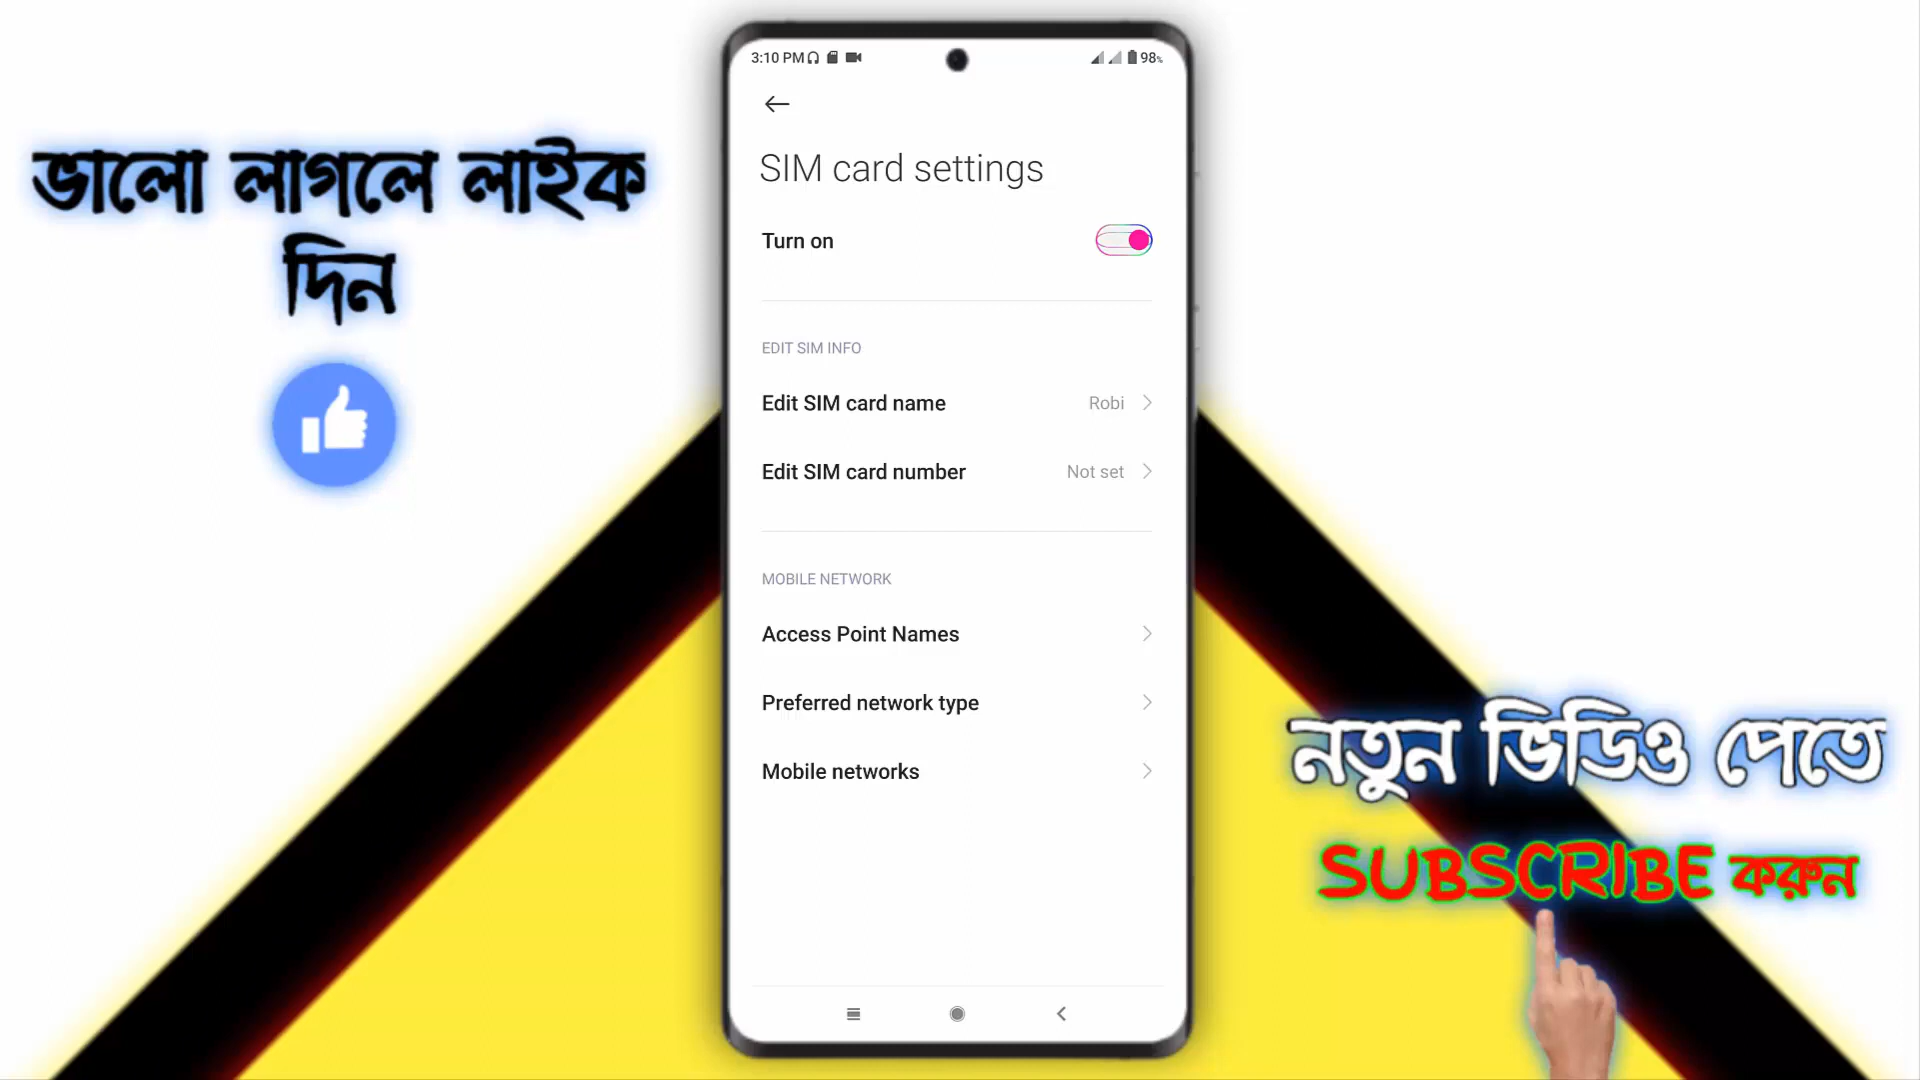 ভালো লাগলে লাইক
দিন
3:10 PM
98%
SIM card settings
Turn on
EDIT SIM INFO
Edit SIM card name
Robi
Edit SIM card number
Not set
MOBILE NETWORK
Access Point Names
Preferred network type
Mobile networks
নতুন ভিডিও পেতে
SUBSCRIBE করুন